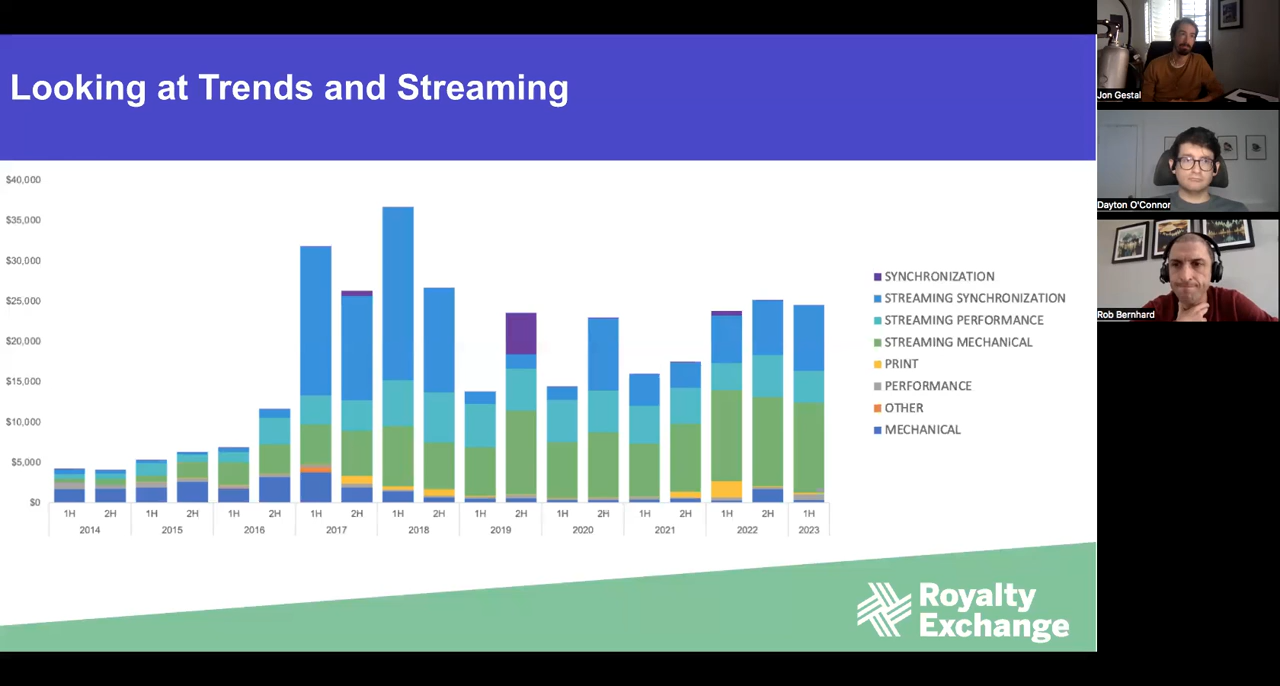 Looking at Trends and Streaming
$40,000
$35,000
$30,000
$25,000
$20,000
$15,000
$10,000
$5,000
$0
1H 2H 1H 2H 1H 2H 1H 2H 1H 2H 1H 2H 1H 2H 1H 2H 1H 2H 1H
2014 2015 2016 2017 2018 2019 2020 2021 2022 2023
SYNCHRONIZATION
STREAMING SYNCHRONIZATION
STREAMING PERFORMANCE
STREAMING MECHANICAL
PRINT
PERFORMANCE
OTHER
MECHANICAL
Royalty
Exchange
Jon Gestal
Dayton O'Connor
Rob Bernhard